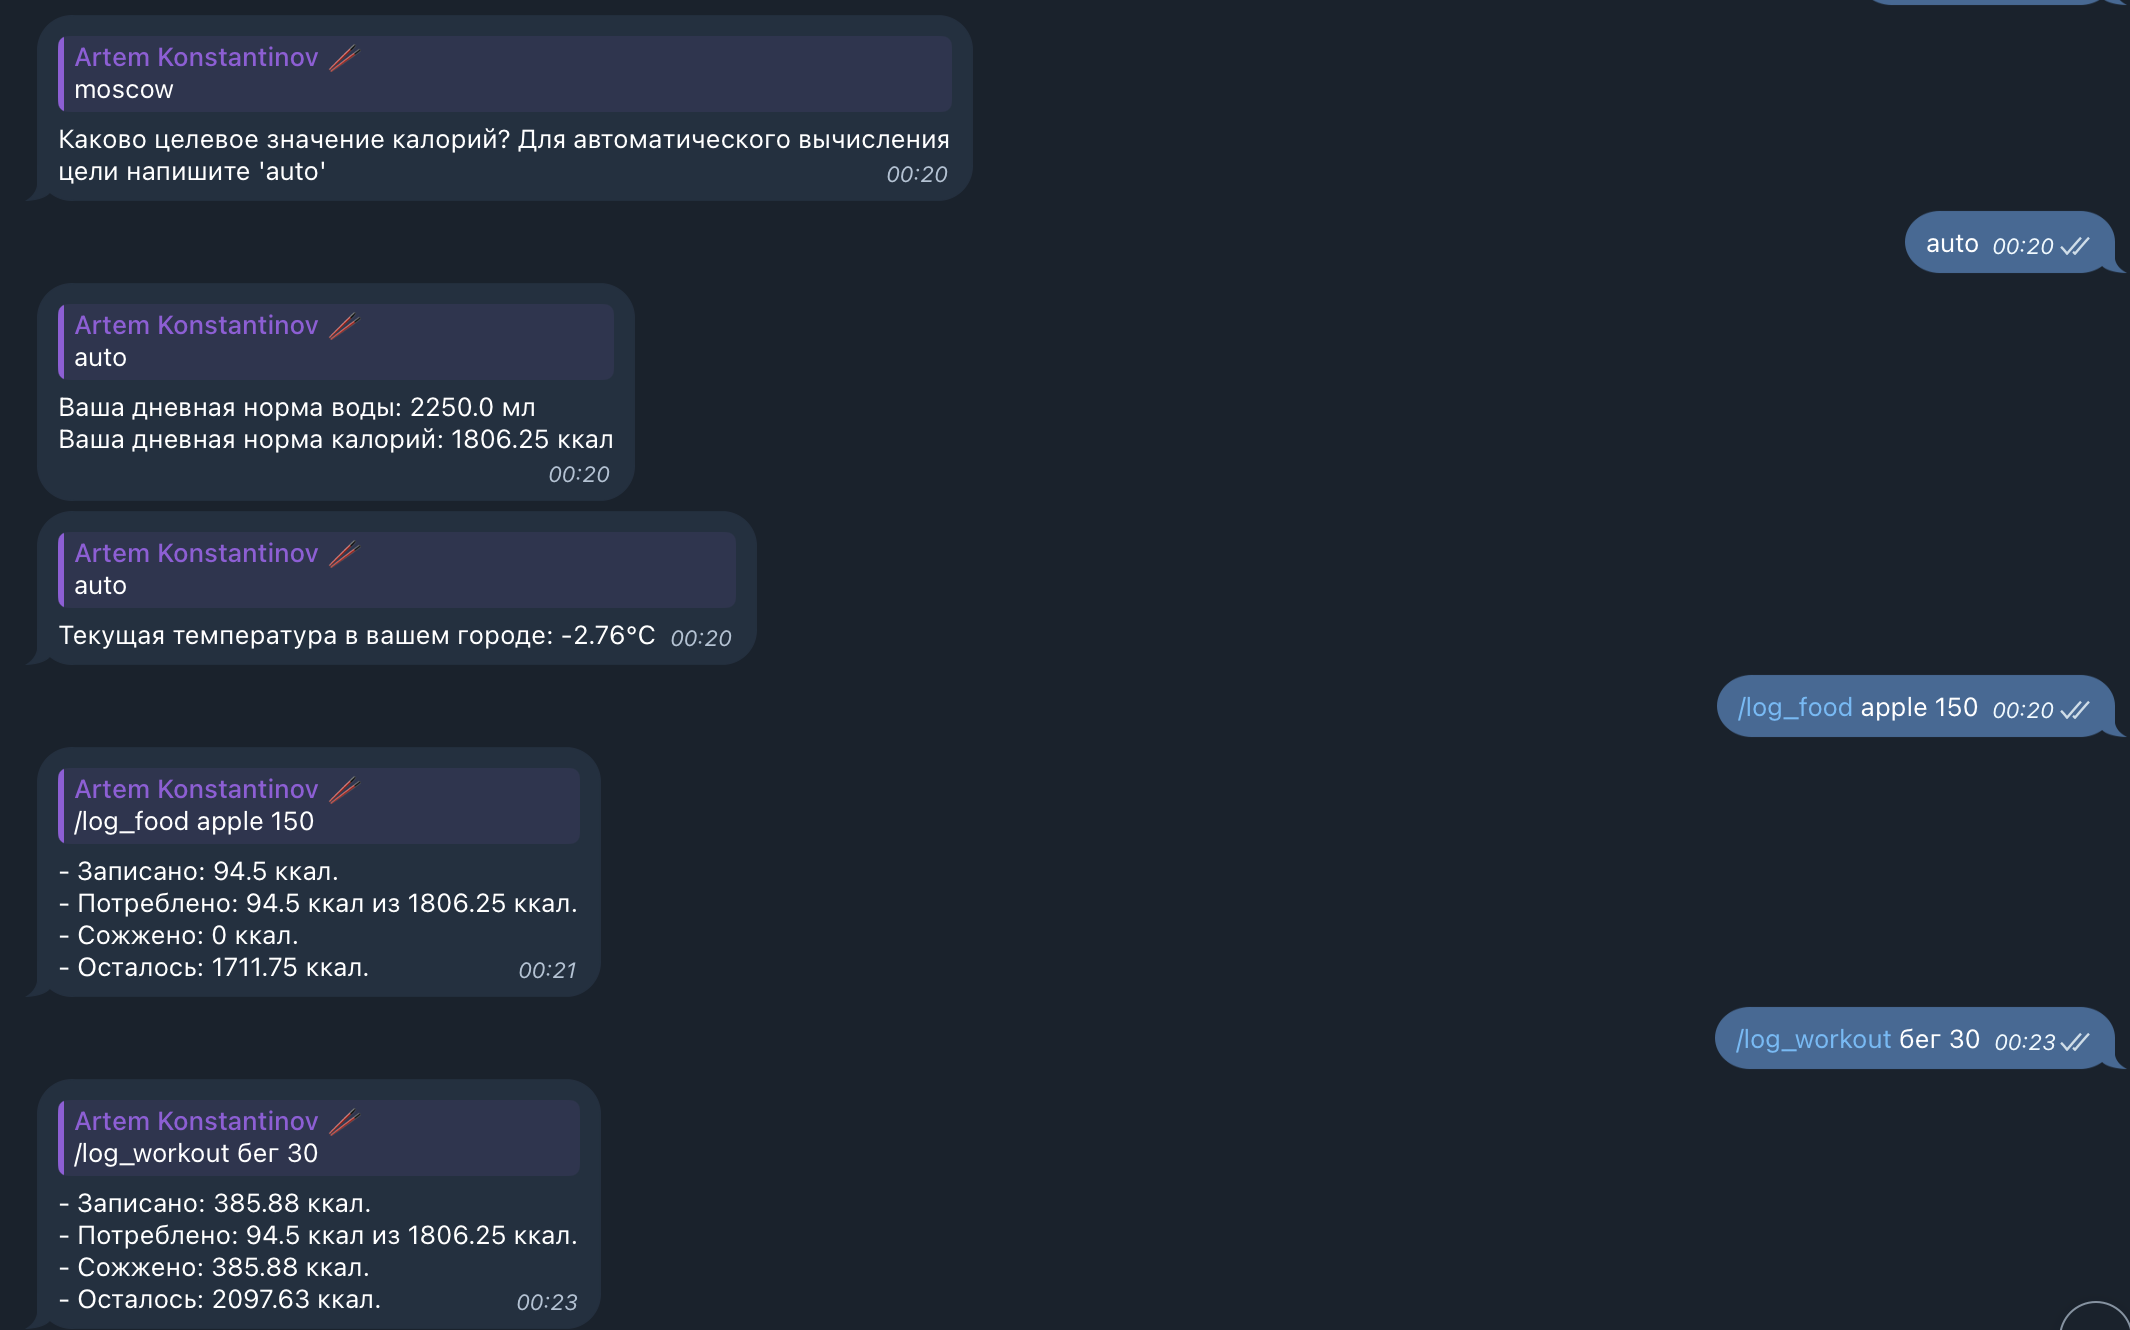 Artem Konstantinov
moscow
Каково целевое значение калорий? Для автоматического вычисления
цели напишите 'auto'
00:20
auto 00:20
Artem Konstantinov
auto
Ваша дневная норма воды: 2250.0 мл
Ваша дневная норма калорий: 1806.25 ккал
00:20
Artem Konstantinov
auto
Текущая температура в вашем городе: -2.76°C 00:20
/log_food apple 150 00:20
Artem Konstantinov
/log_food apple 150
- Записано: 94.5 ккал.
- Потреблено: 94.5 ккал из 1806.25 ккал.
- Сожжено: 0 ккал.
- Осталось: 1711.75 ккал. 00:21
/log_workout бег 30 00:23
Artem Konstantinov
/log_workout бег 30
- Записано: 385.88 ккал.
- Потреблено: 94.5 ккал из 1806.25 ккал.
- Сожжено: 385.88 ккал.
- Осталось: 2097.63 ккал. 00:23